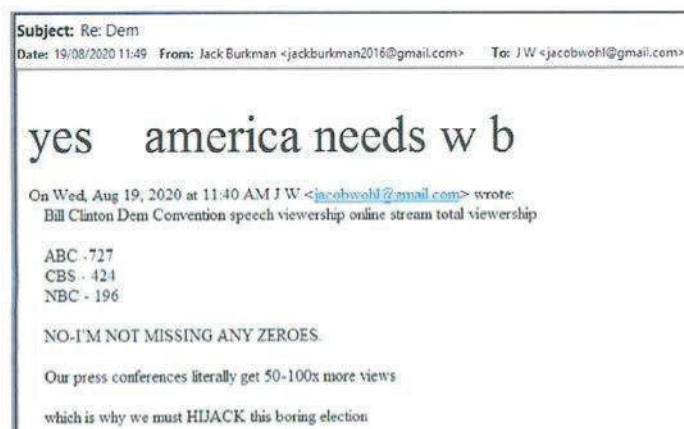 Subject: Re: Dem
Date: 19/08/2020 11:49 From: Jack Burkman <jackburkman2016@gmail.com> To: J W <jacobwohl@gmail.com>
yes america needs w b
On Wed, Aug 19, 2020 at 11:40 AM J W <jacobwohl@gmail.com> wrote:
Bill Clinton Dem Convention speech viewership online stream total viewership
ABC -727
CBS - 424
NBC - 196
NO-I'M NOT MISSING ANY ZEROES.
Our press conferences literally get 50-100x more views
which is why we must HIJACK this boring election